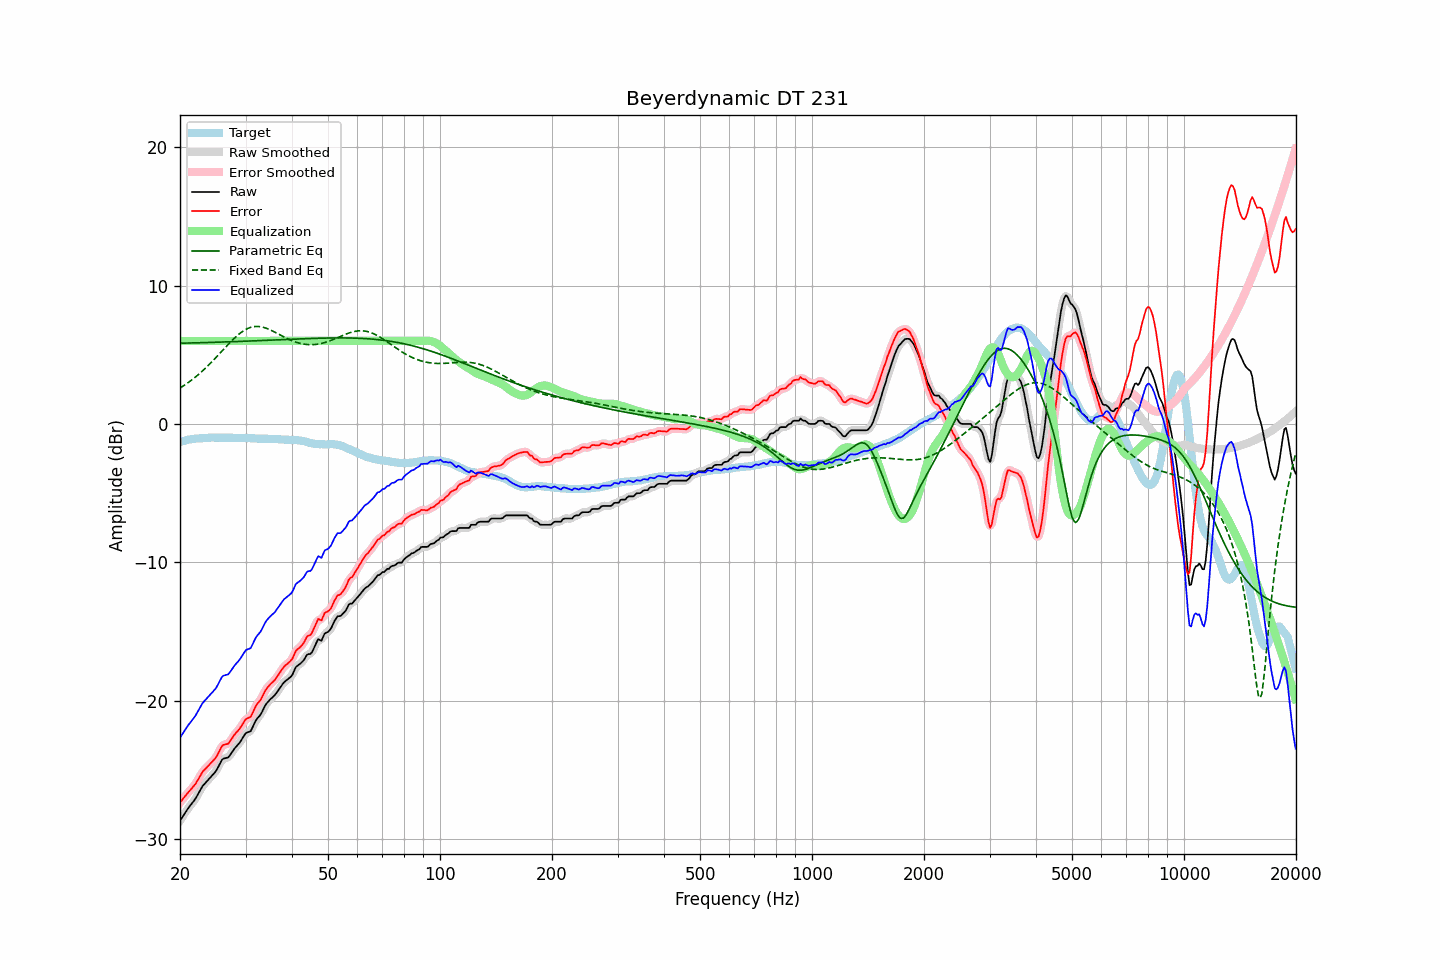 Beyerdynamic DT 231
Target
Raw Smoothed
Error Smoothed
Raw
Error
Equalization
Parametric Eq
Fixed Band Eq
Equalized
20
10
0
−10
−20
−30
Amplitude (dBr)
20
50
100
200
500
1000
2000
5000
10000
20000
Frequency (Hz)